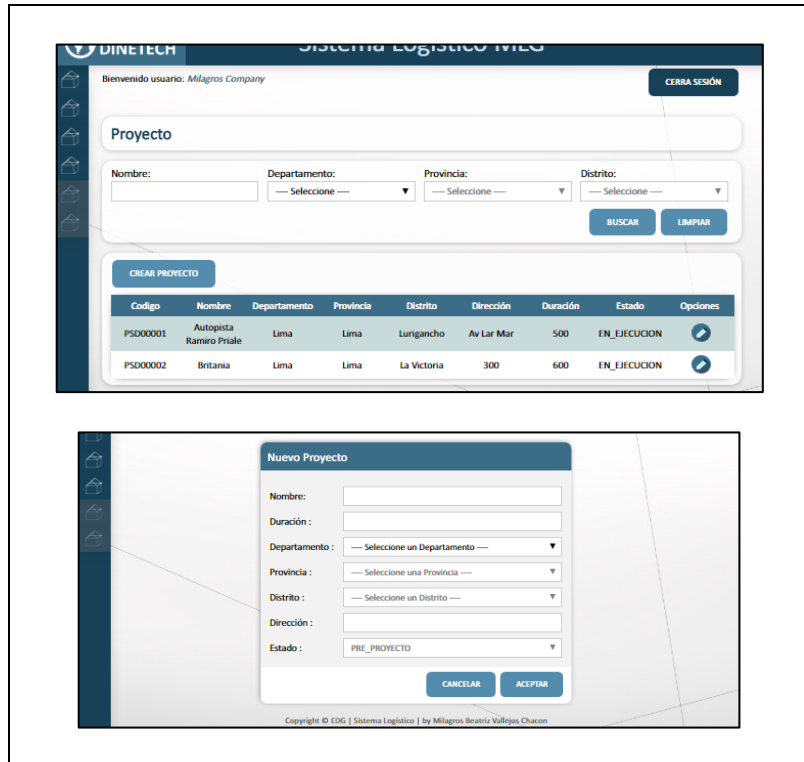 DINETECH Sistema Logístico MLG
Bienvenido usuario: Milagros Company
CERRA SESIÓN
Proyecto
Nombre: Departamento: Provincia: Distrito:
---- Seleccione ---- ---- Seleccione ---- ---- Seleccione ----
BUSCAR LIMPIAR
CREAR PROYECTO
Codigo Nombre Departamento Provincia Distrito Dirección Duración Estado Opciones
PSD00001 Autopista Ramiro Priale Lima Lima Lurigancho Av Lar Mar 500 EN_EJECUCION
PSD00002 Britania Lima Lima La Victoria 300 600 EN_EJECUCION
Nuevo Proyecto
Nombre:
Duración :
Departamento : ---- Seleccione un Departamento ----
Provincia : ---- Seleccione una Provincia ----
Distrito : ---- Seleccione un Distrito ----
Dirección :
Estado : PRE_PROYECTO
CANCELAR ACEPTAR
Copyright © EDG | Sistema Logístico | by Milagros Beatriz Vallejos Chacon